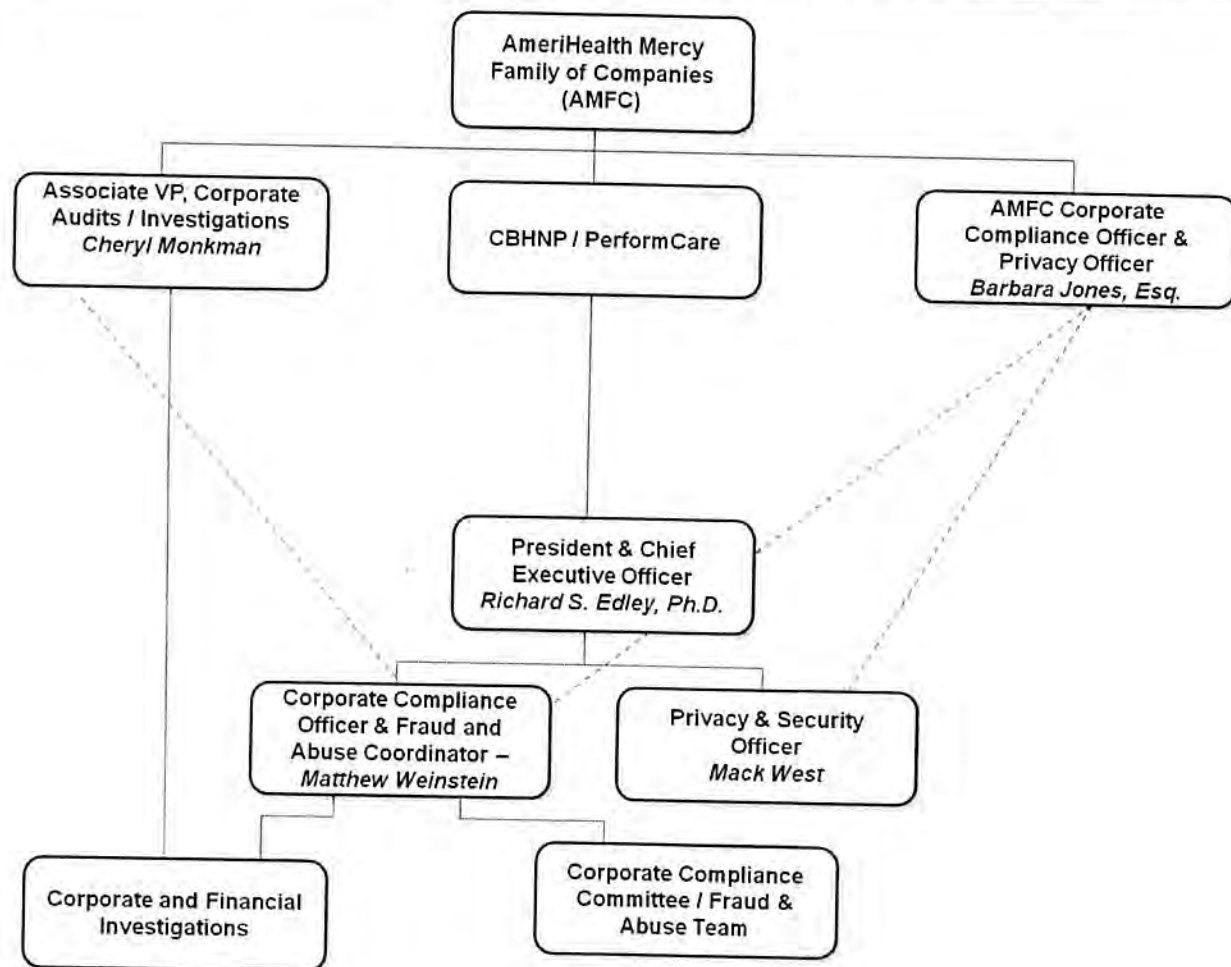 AmeriHealth Mercy
Family of Companies
(AMFC)
Associate VP, Corporate
Audits / Investigations
Cheryl Monkman
CBHNP / PerformCare
AMFC Corporate
Compliance Officer &
Privacy Officer
Barbara Jones, Esq.
President & Chief
Executive Officer
Richard S. Edley, Ph.D.
Corporate Compliance
Officer & Fraud and
Abuse Coordinator –
Matthew Weinstein
Privacy & Security
Officer
Mack West
Corporate and Financial
Investigations
Corporate Compliance
Committee / Fraud &
Abuse Team